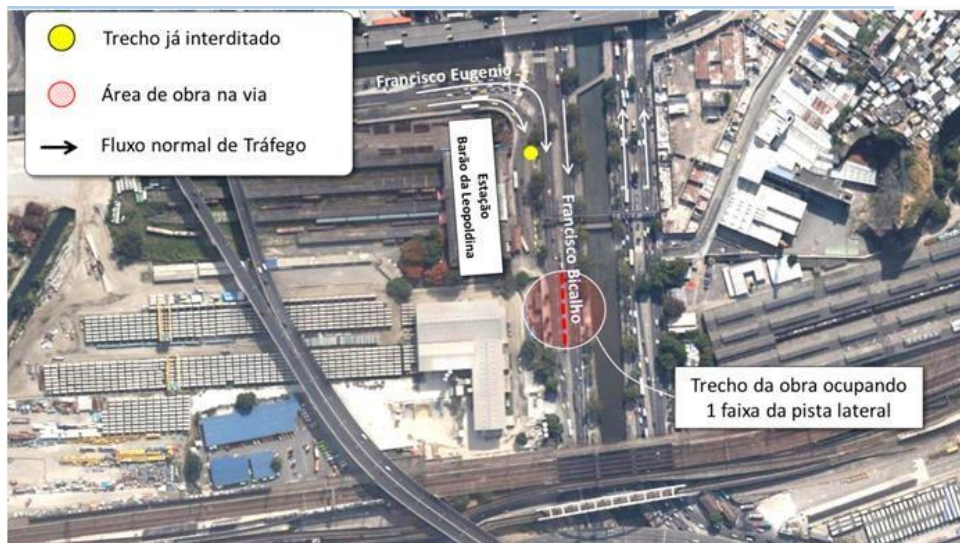 Trecho já interditado
Área de obra na via
Fluxo normal de Tráfego
Francisco Eugenio
Estação
Barão da Leopoldina
Francisco Bicalho
Trecho da obra ocupando
1 faixa da pista lateral